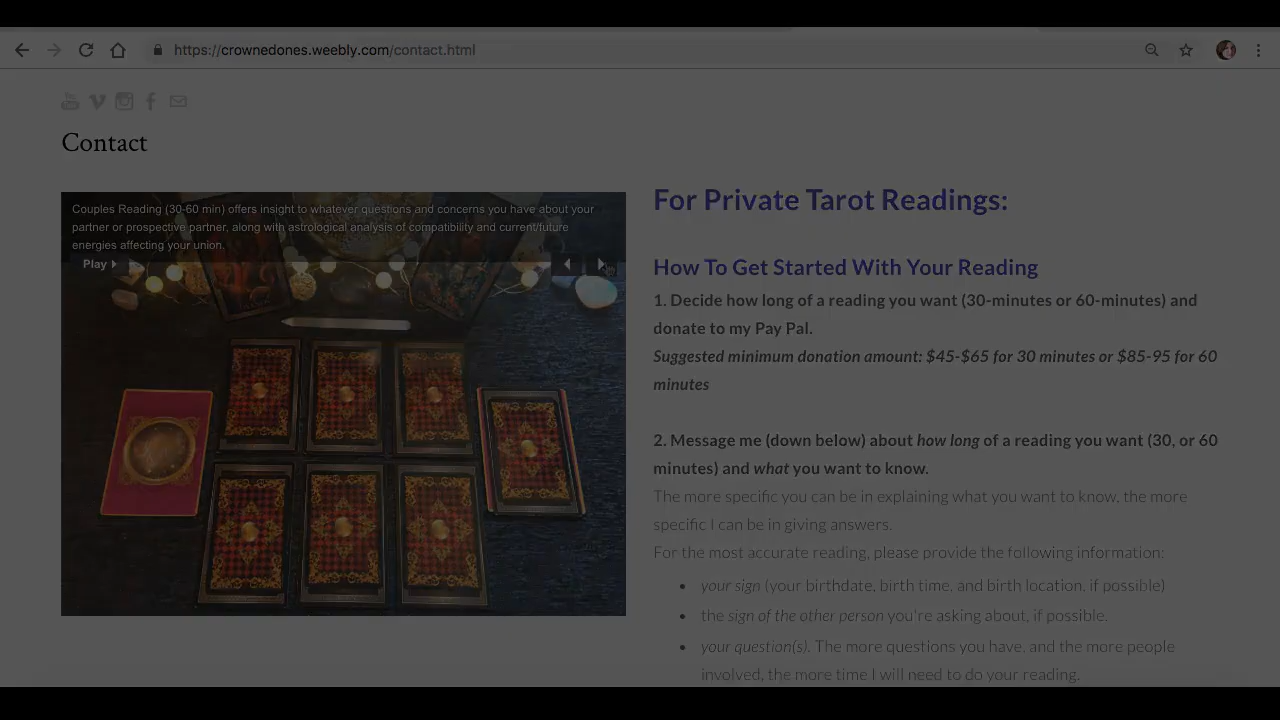 https://crownedones.weebly.com/contact.html
You
Contact
Couples Reading (30-60 min) offers insight to whatever questions and concerns you have about your
partner or prospective partner, along with astrological analysis of compatibility and current/future
energies affecting your union.
Play
For Private Tarot Readings:
How To Get Started With Your Reading
1. Decide how long of a reading you want (30-minutes or 60-minutes) and
donate to my Pay Pal.
Suggested minimum donation amount: $45-$65 for 30 minutes or $85-95 for 60
minutes
2. Message me (down below) about how long of a reading you want (30, or 60
minutes) and what you want to know.
The more specific you can be in explaining what you want to know, the more
specific I can be in giving answers.
For the most accurate reading, please provide the following information:
• your sign (your birthdate, birth time, and birth location, if possible)
• the sign of the other person you're asking about, if possible.
• your question(s). The more questions you have, and the more people
involved, the more time I will need to do your reading.